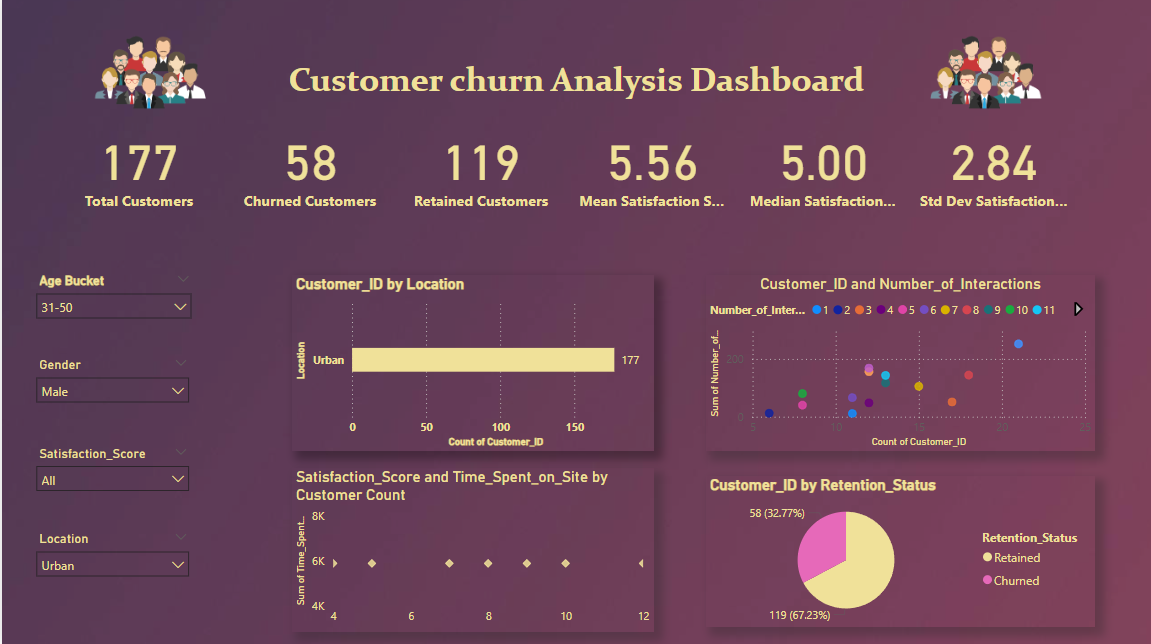 Customer churn Analysis Dashboard
177
Total Customers
58
Churned Customers
119
Retained Customers
5.56
Mean Satisfaction S...
5.00
Median Satisfaction...
2.84
Std Dev Satisfaction...
Age Bucket
31-50
Gender
Male
Satisfaction_Score
All
Location
Urban
Customer_ID by Location
Location
Urban
177
0 50 100 150
Count of Customer_ID
Customer_ID and Number_of_Interactions
Number_of_Inter... 1 2 3 4 5 6 7 8 9 10 11
Sum of Number_of_...
200
0
5 10 15 20 25
Count of Customer_ID
Satisfaction_Score and Time_Spent_on_Site by
Customer Count
Sum of Time_Spent...
8K
6K
4K
4 6 8 10 12
Customer_ID by Retention_Status
58 (32.77%)
119 (67.23%)
Retention_Status
Retained
Churned